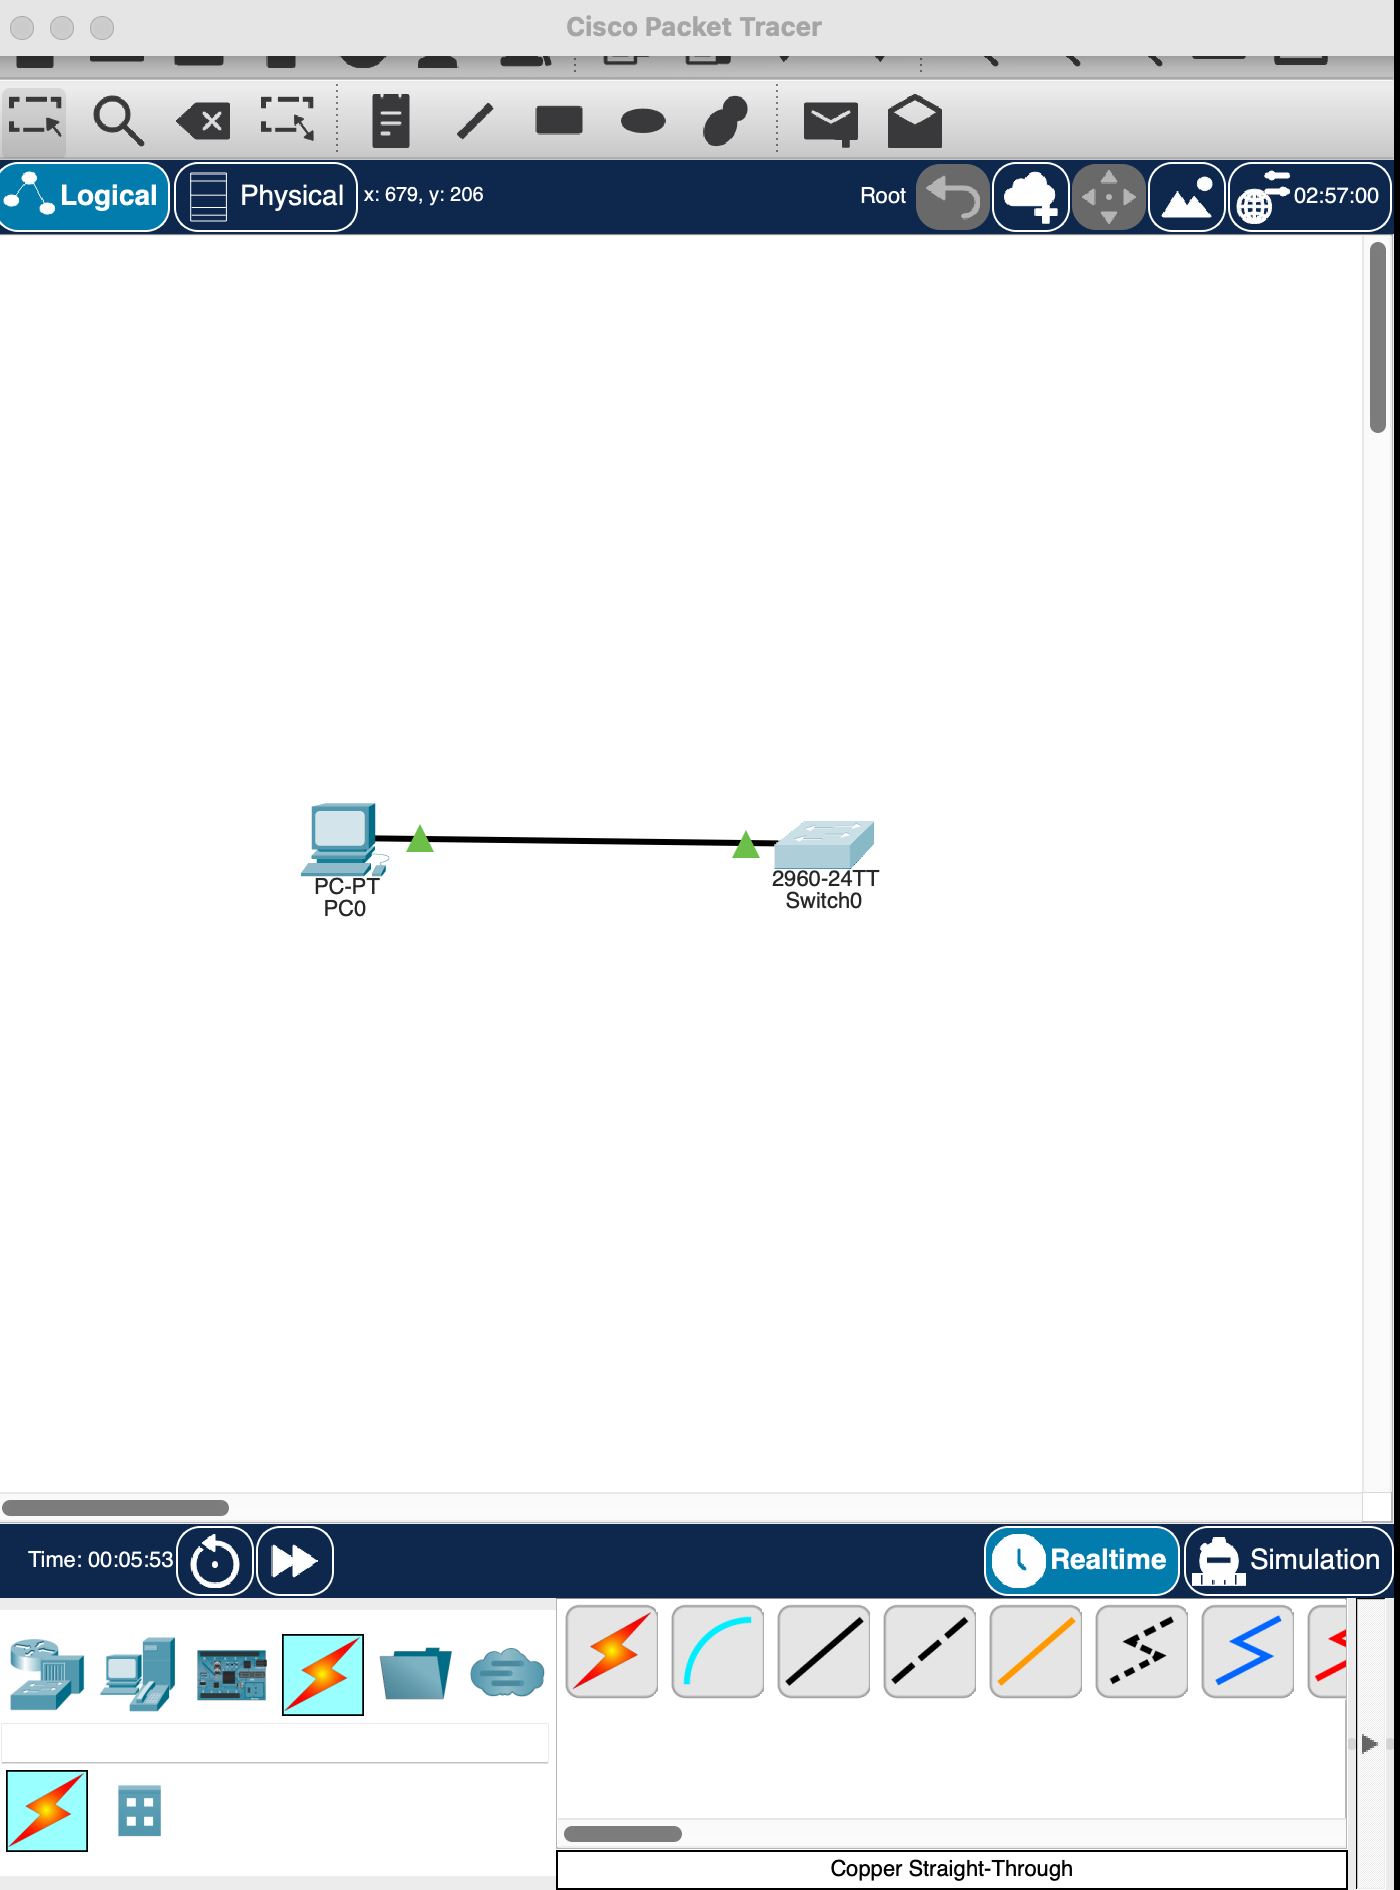 Cisco Packet Tracer
Logical
Physical
x: 679, y: 206
Root
02:57:00
PC-PT
PC0
2960-24TT
Switch0
Time: 00:05:53
Realtime
Simulation
Copper Straight-Through